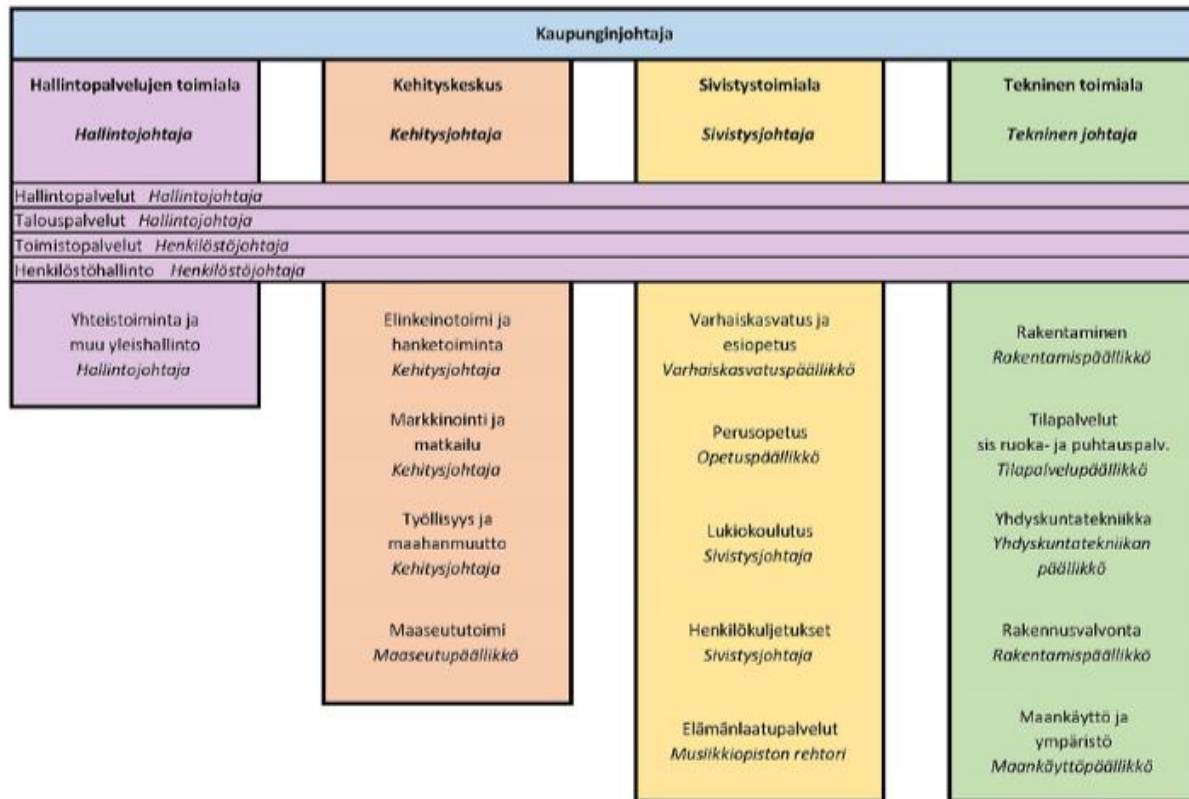 Kaupunginjohtaja
Hallintopalvelujen toimiala
Hallintojohtaja
Kehityskeskus
Kehitysjohtaja
Sivistystoimiala
Sivistysjohtaja
Tekninen toimiala
Tekninen johtaja
Hallintopalvelut Hallintojohtaja
Talouspalvelut Hallintojohtaja
Toimistopalvelut Henkilöstöjohtaja
Henkilöstöhallinto Henkilöstöjohtaja
Yhteistoiminta ja
muu yleishallinto
Hallintojohtaja
Elinkeinotoimi ja
hanketoiminta
Kehitysjohtaja
Markkinointi ja
matkailu
Kehitysjohtaja
Työllisyys ja
maahanmuutto
Kehitysjohtaja
Maaseututoimi
Maaseutupäällikkö
Varhaiskasvatus ja
esiopetus
Varhaiskasvatuspäällikkö
Perusopetus
Opetuspäällikkö
Lukiokoulutus
Sivistysjohtaja
Henkilökuljetukset
Sivistysjohtaja
Elämänlaatupalvelut
Musiikkiopiston rehtori
Rakentaminen
Rakentamispäällikkö
Tilapalvelut
sis ruoka- ja puhtauspalv.
Tilapalvelupäällikkö
Yhdyskuntatekniikka
Yhdyskuntatekniikan
päällikkö
Rakennusvalvonta
Rakentamispäällikkö
Maankäyttö ja
ympäristö
Maankäyttöpäällikkö